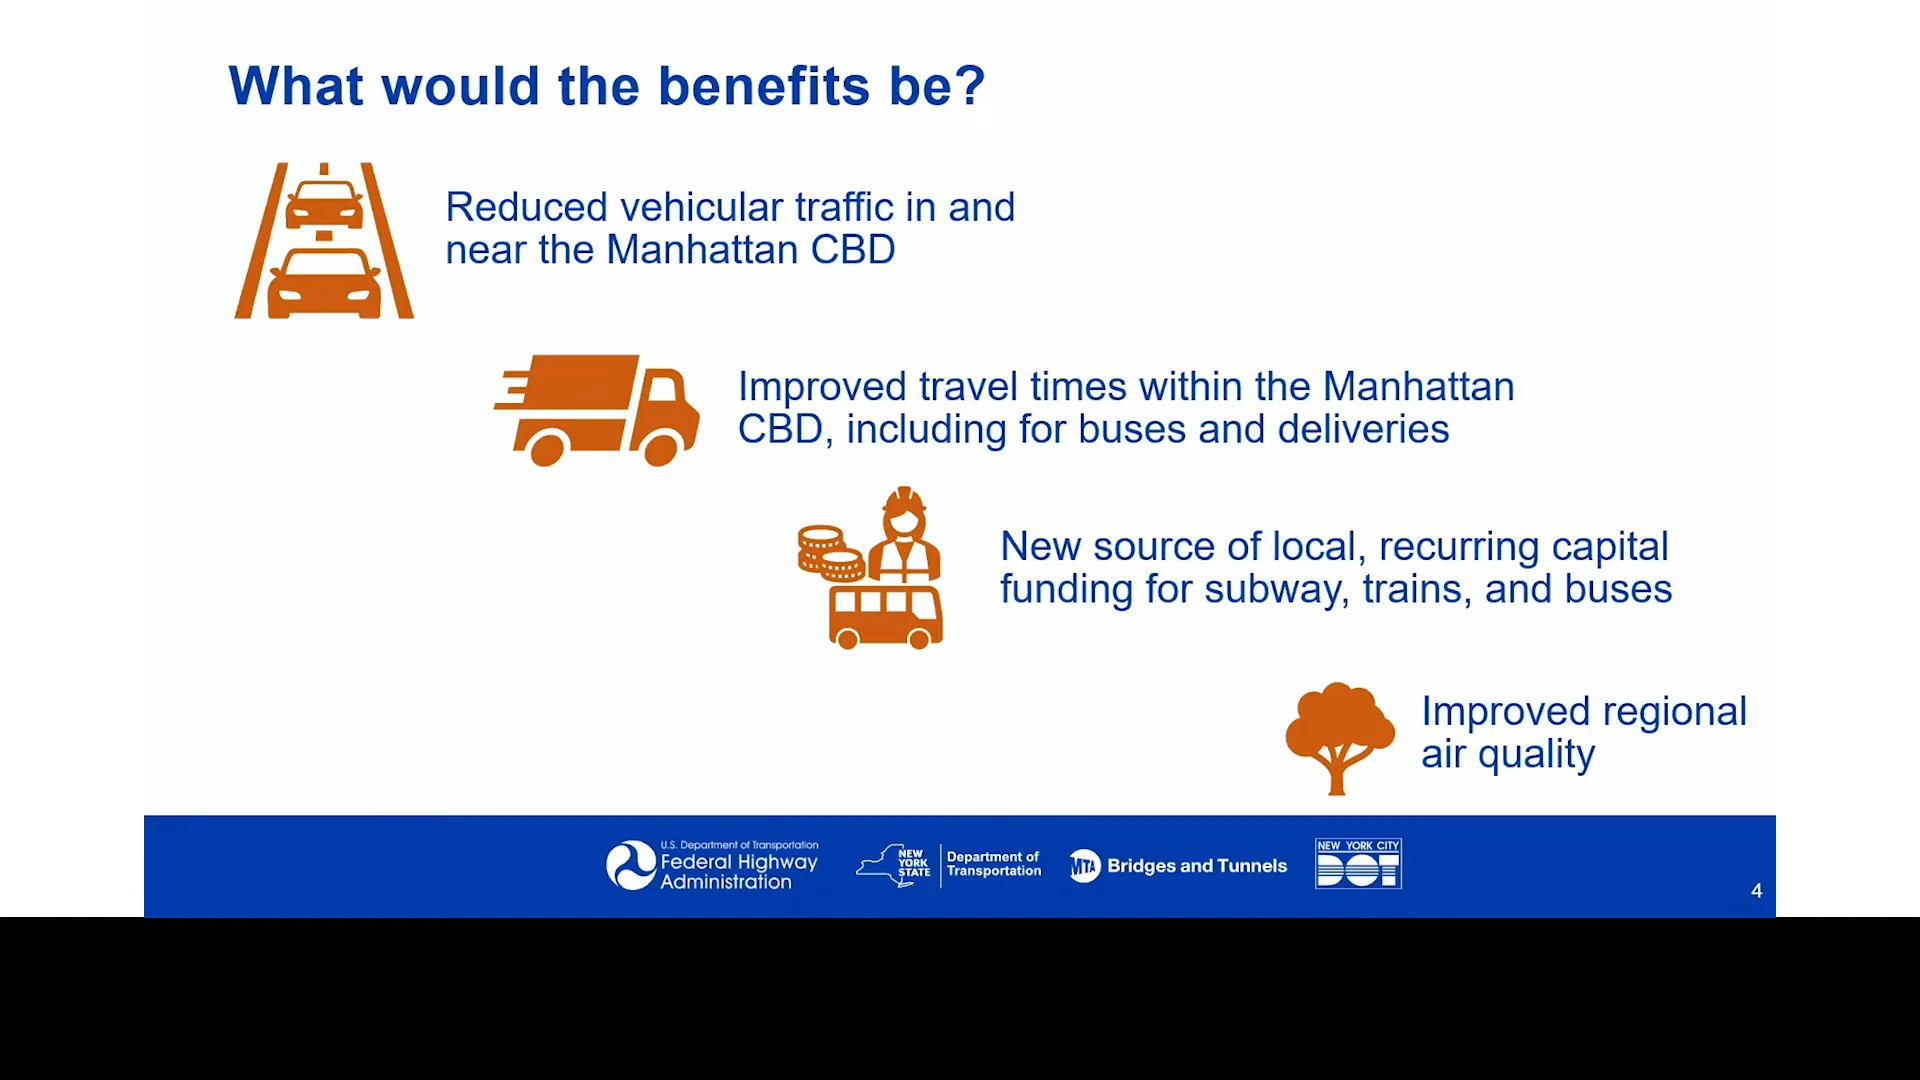 What would the benefits be?
Reduced vehicular traffic in and
near the Manhattan CBD
Improved travel times within the Manhattan
CBD, including for buses and deliveries
New source of local, recurring capital
funding for subway, trains, and buses
Improved regional
air quality
U.S. Department of Transportation
Federal Highway
Administration
NEW
YORK
STATE
Department of
Transportation
MTA Bridges and Tunnels
NEW YORK CITY
DOT
4